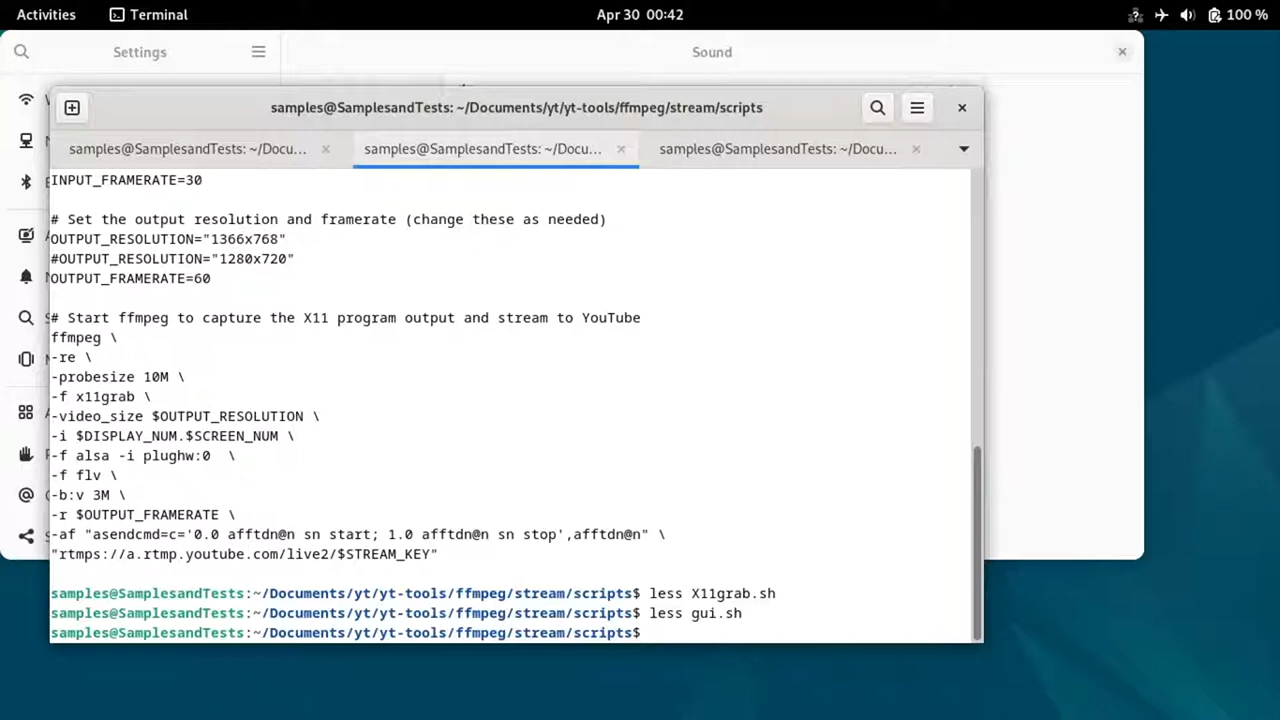 Activities Terminal Apr 30 00:42 100 %
Settings Sound
samples@SamplesandTests: ~/Documents/yt/yt-tools/ffmpeg/stream/scripts
samples@SamplesandTests: ~/Docu... samples@SamplesandTests: ~/Docu... samples@SamplesandTests: ~/Docu...
INPUT_FRAMERATE=30
# Set the output resolution and framerate (change these as needed)
OUTPUT_RESOLUTION="1366x768"
#OUTPUT_RESOLUTION="1280x720"
OUTPUT_FRAMERATE=60
# Start ffmpeg to capture the X11 program output and stream to YouTube
ffmpeg \
-re \
-probesize 10M \
-f x11grab \
-video_size $OUTPUT_RESOLUTION \
-i $DISPLAY_NUM.$SCREEN_NUM \
-f alsa -i plughw:0  \
-f flv \
-b:v 3M \
-r $OUTPUT_FRAMERATE \
-af "asendcmd=c='0.0 afftdn@n sn start; 1.0 afftdn@n sn stop',afftdn@n" \
"rtmps://a.rtmp.youtube.com/live2/$STREAM_KEY"
samples@SamplesandTests:~/Documents/yt/yt-tools/ffmpeg/stream/scripts$ less X11grab.sh
samples@SamplesandTests:~/Documents/yt/yt-tools/ffmpeg/stream/scripts$ less gui.sh
samples@SamplesandTests:~/Documents/yt/yt-tools/ffmpeg/stream/scripts$